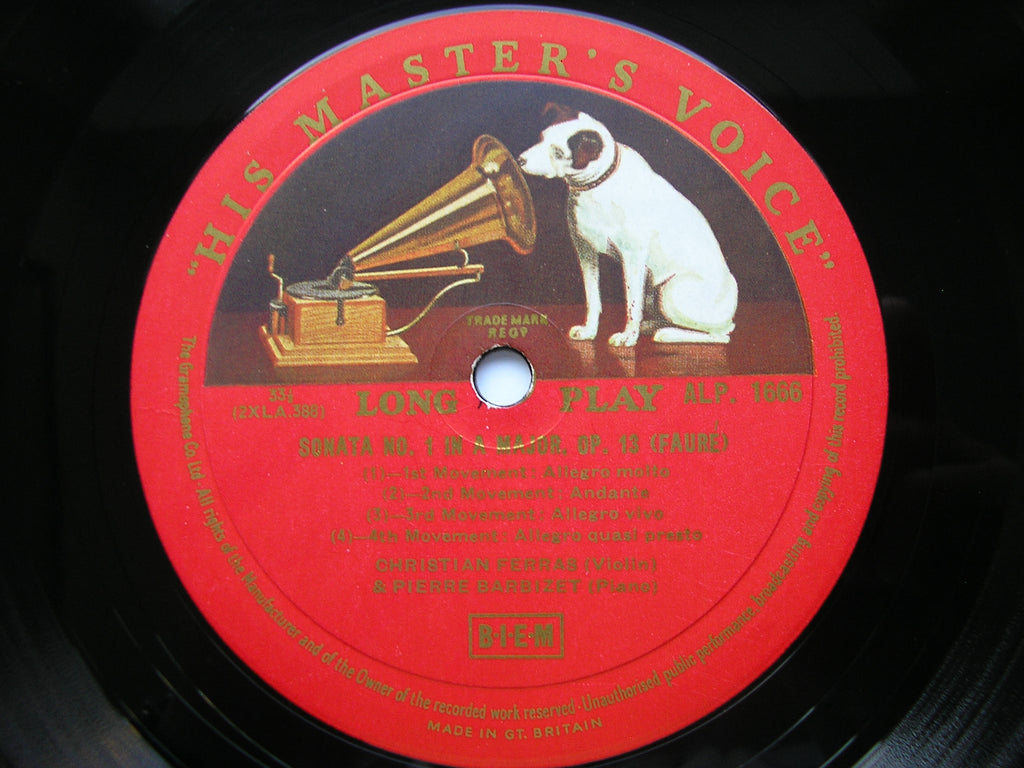 "HIS MASTER'S VOICE"
TRADE MARK
REGD
33⅓
(2XLA.388)
LONG PLAY
ALP. 1666
SONATA NO. 1 IN A MAJOR, OP. 13 (FAURÉ)
(1)—1st Movement: Allegro molto
(2)—2nd Movement: Andante
(3)—3rd Movement: Allegro vivo
(4)—4th Movement: Allegro quasi presto
CHRISTIAN FERRAS (Violin)
& PIERRE BARBIZET (Piano)
B·I·E·M
The Gramophone Co. Ltd · All rights of the Manufacturer and of the Owner of the recorded work reserved · Unauthorised public performance, broadcasting and copying of this record prohibited
MADE IN GT. BRITAIN